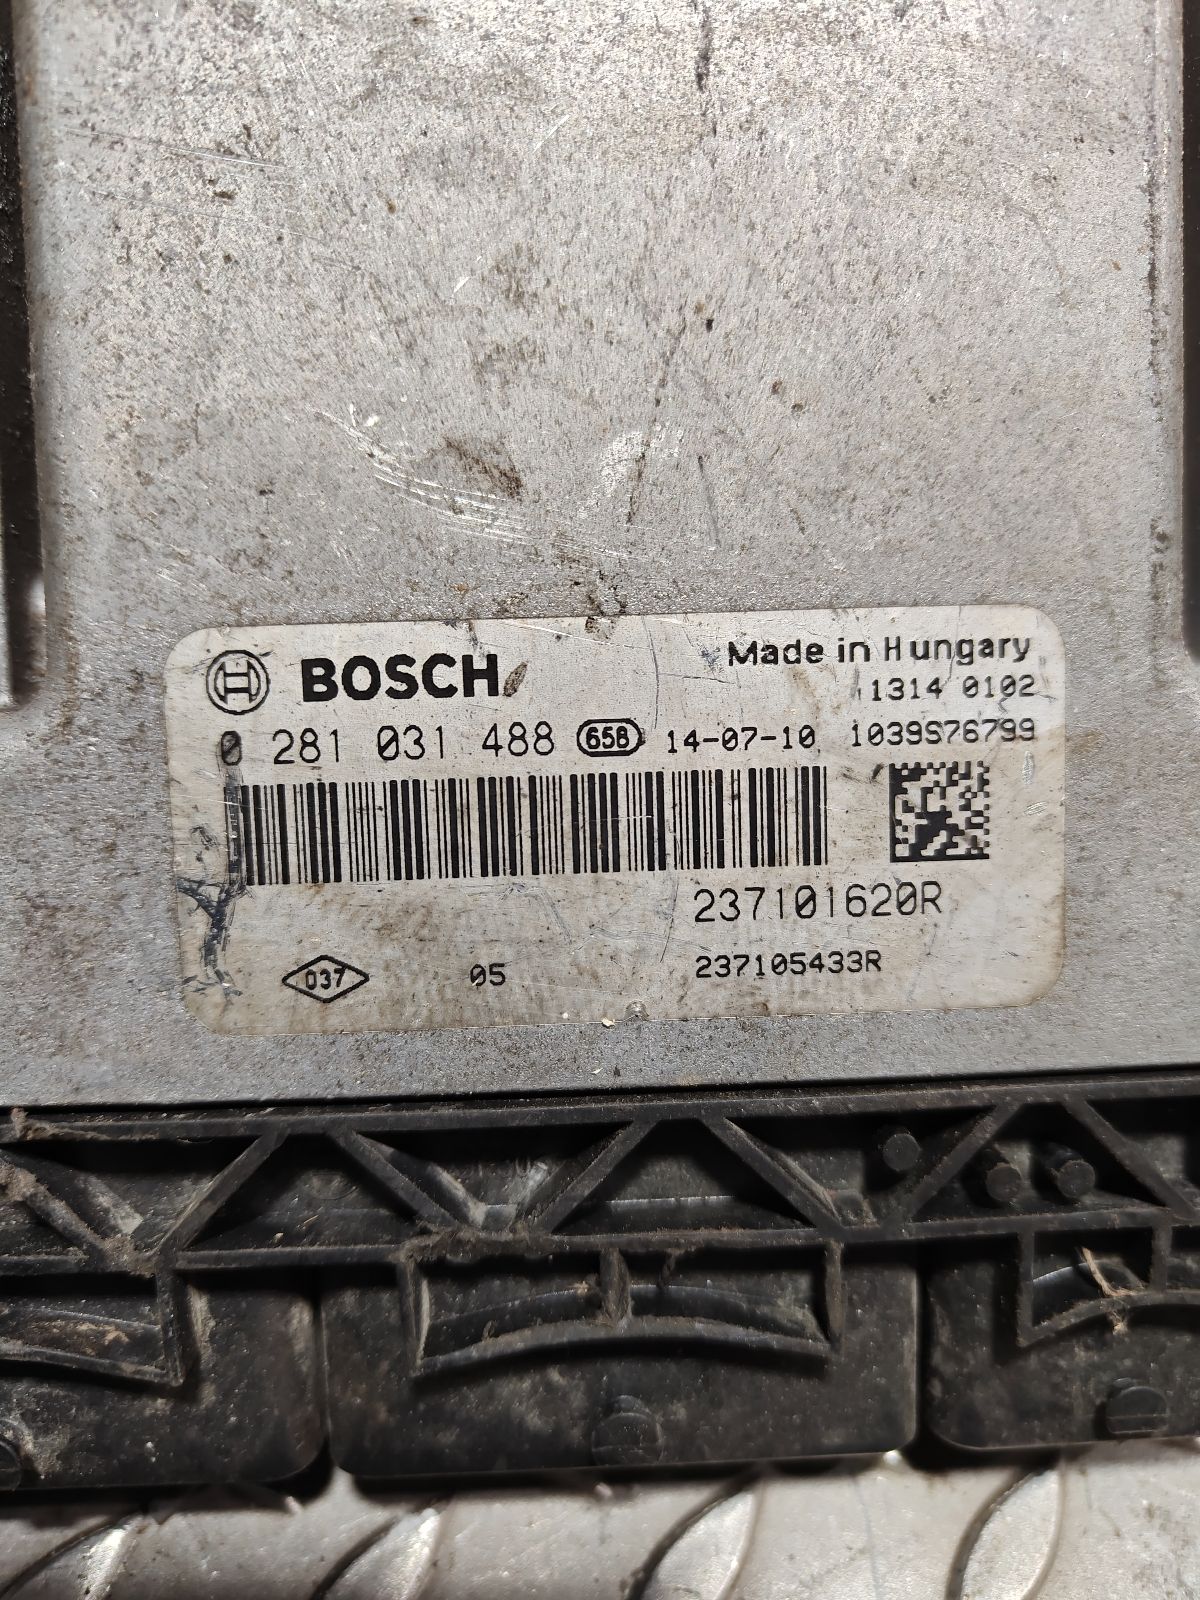 BOSCH
Made in Hungary
1314 0102
0 281 031 488 658 14-07-10 1039S76799
237101620R
037 05 237105433R